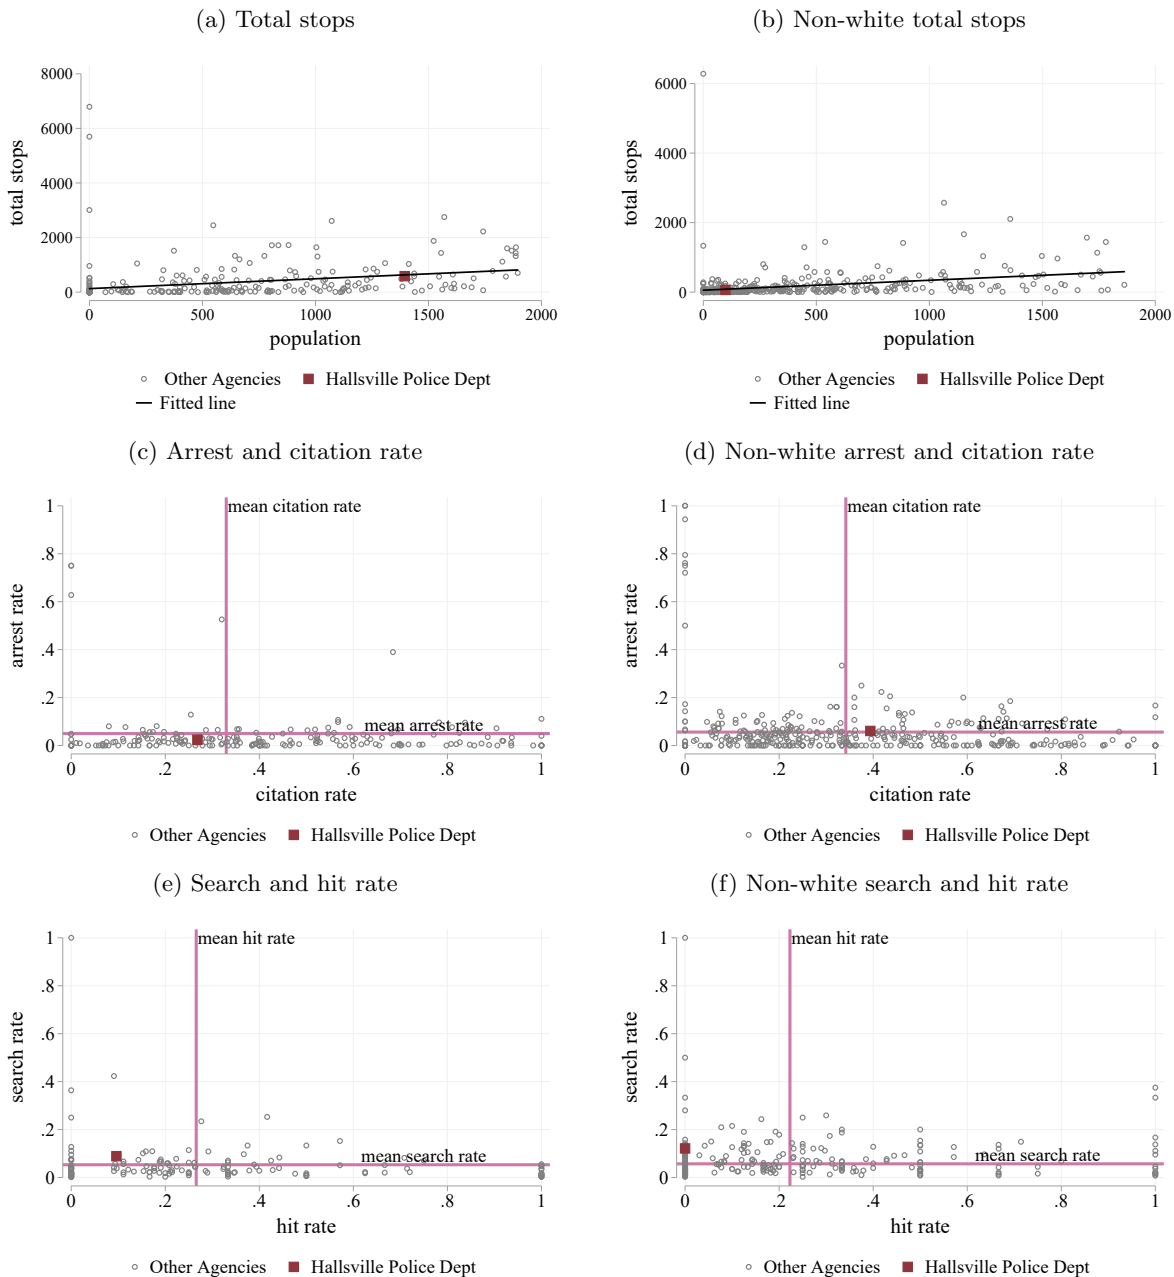 (a) Total stops
total stops
8000
6000
4000
2000
0
0 500 1000 1500 2000
population
Other Agencies Hallsville Police Dept
Fitted line
(b) Non-white total stops
total stops
6000
4000
2000
0
0 500 1000 1500 2000
population
Other Agencies Hallsville Police Dept
Fitted line
(c) Arrest and citation rate
arrest rate
1
.8
.6
.4
.2
0
mean citation rate
mean arrest rate
0 .2 .4 .6 .8 1
citation rate
Other Agencies Hallsville Police Dept
(d) Non-white arrest and citation rate
arrest rate
1
.8
.6
.4
.2
0
mean citation rate
mean arrest rate
0 .2 .4 .6 .8 1
citation rate
Other Agencies Hallsville Police Dept
(e) Search and hit rate
search rate
1
.8
.6
.4
.2
0
mean hit rate
mean search rate
0 .2 .4 .6 .8 1
hit rate
Other Agencies Hallsville Police Dept
(f) Non-white search and hit rate
search rate
1
.8
.6
.4
.2
0
mean hit rate
mean search rate
0 .2 .4 .6 .8 1
hit rate
Other Agencies Hallsville Police Dept